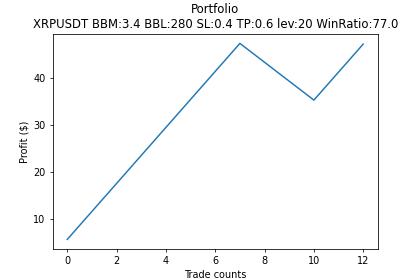 Portfolio
XRPUSDT BBM:3.4 BBL:280 SL:0.4 TP:0.6 lev:20 WinRatio:77.0
Profit ($)
40
30
20
10
0 2 4 6 8 10 12
Trade counts